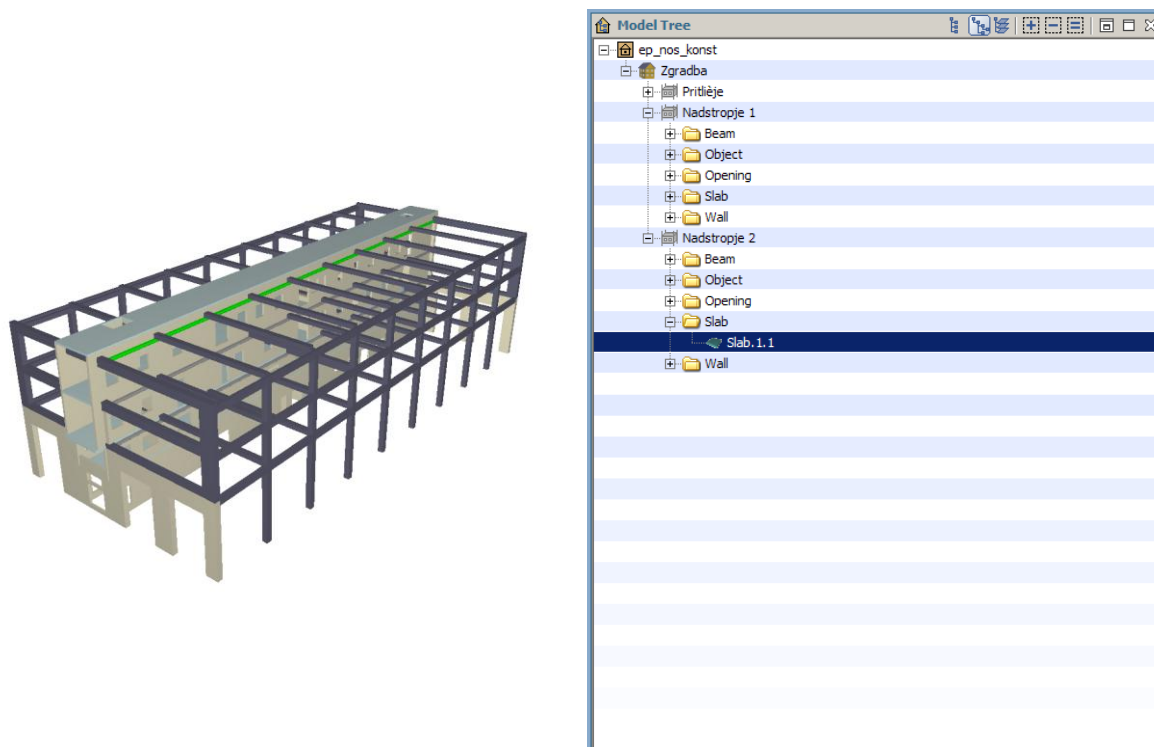 Model Tree
ep_nos_konst
Zgradba
Pritlièje
Nadstropje 1
Beam
Object
Opening
Slab
Wall
Nadstropje 2
Beam
Object
Opening
Slab
Slab.1.1
Wall